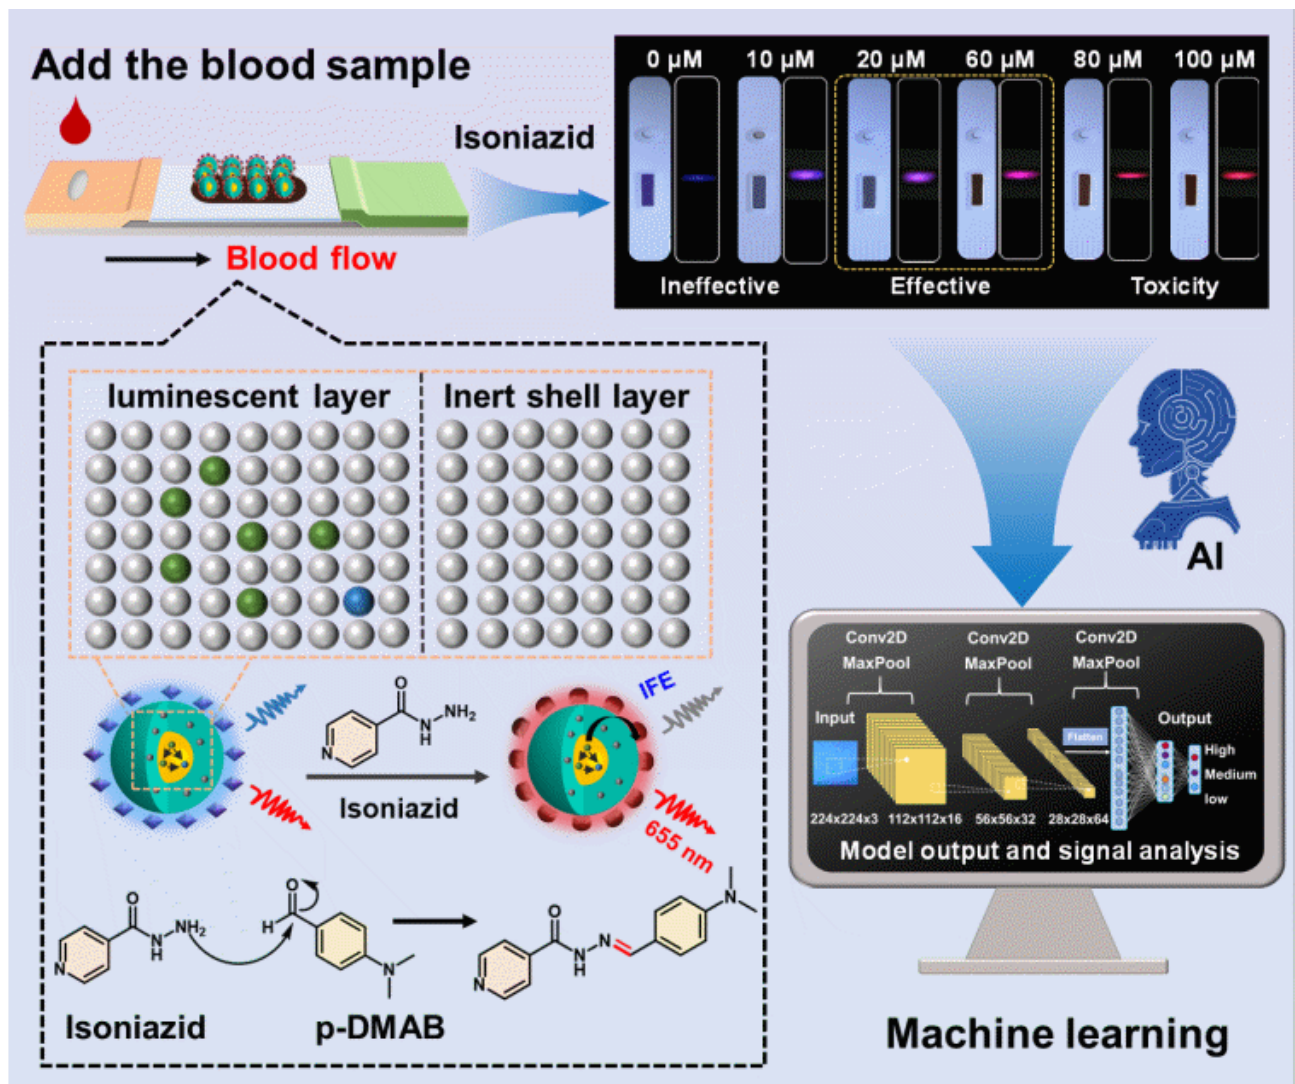 Add the blood sample
Isoniazid
Blood flow
0 μM 10 μM 20 μM 60 μM 80 μM 100 μM
Ineffective Effective Toxicity
luminescent layer Inert shell layer
AI
O
N N H NH2
Isoniazid
IFE
655 nm
O
N N H NH2
Isoniazid
O
H
N
p-DMAB
O
N N H N
N
Conv2D Conv2D Conv2D
MaxPool MaxPool MaxPool
Input Flatten Output
High
Medium
low
224x224x3 112x112x16 56x56x32 28x28x64
Model output and signal analysis
Machine learning